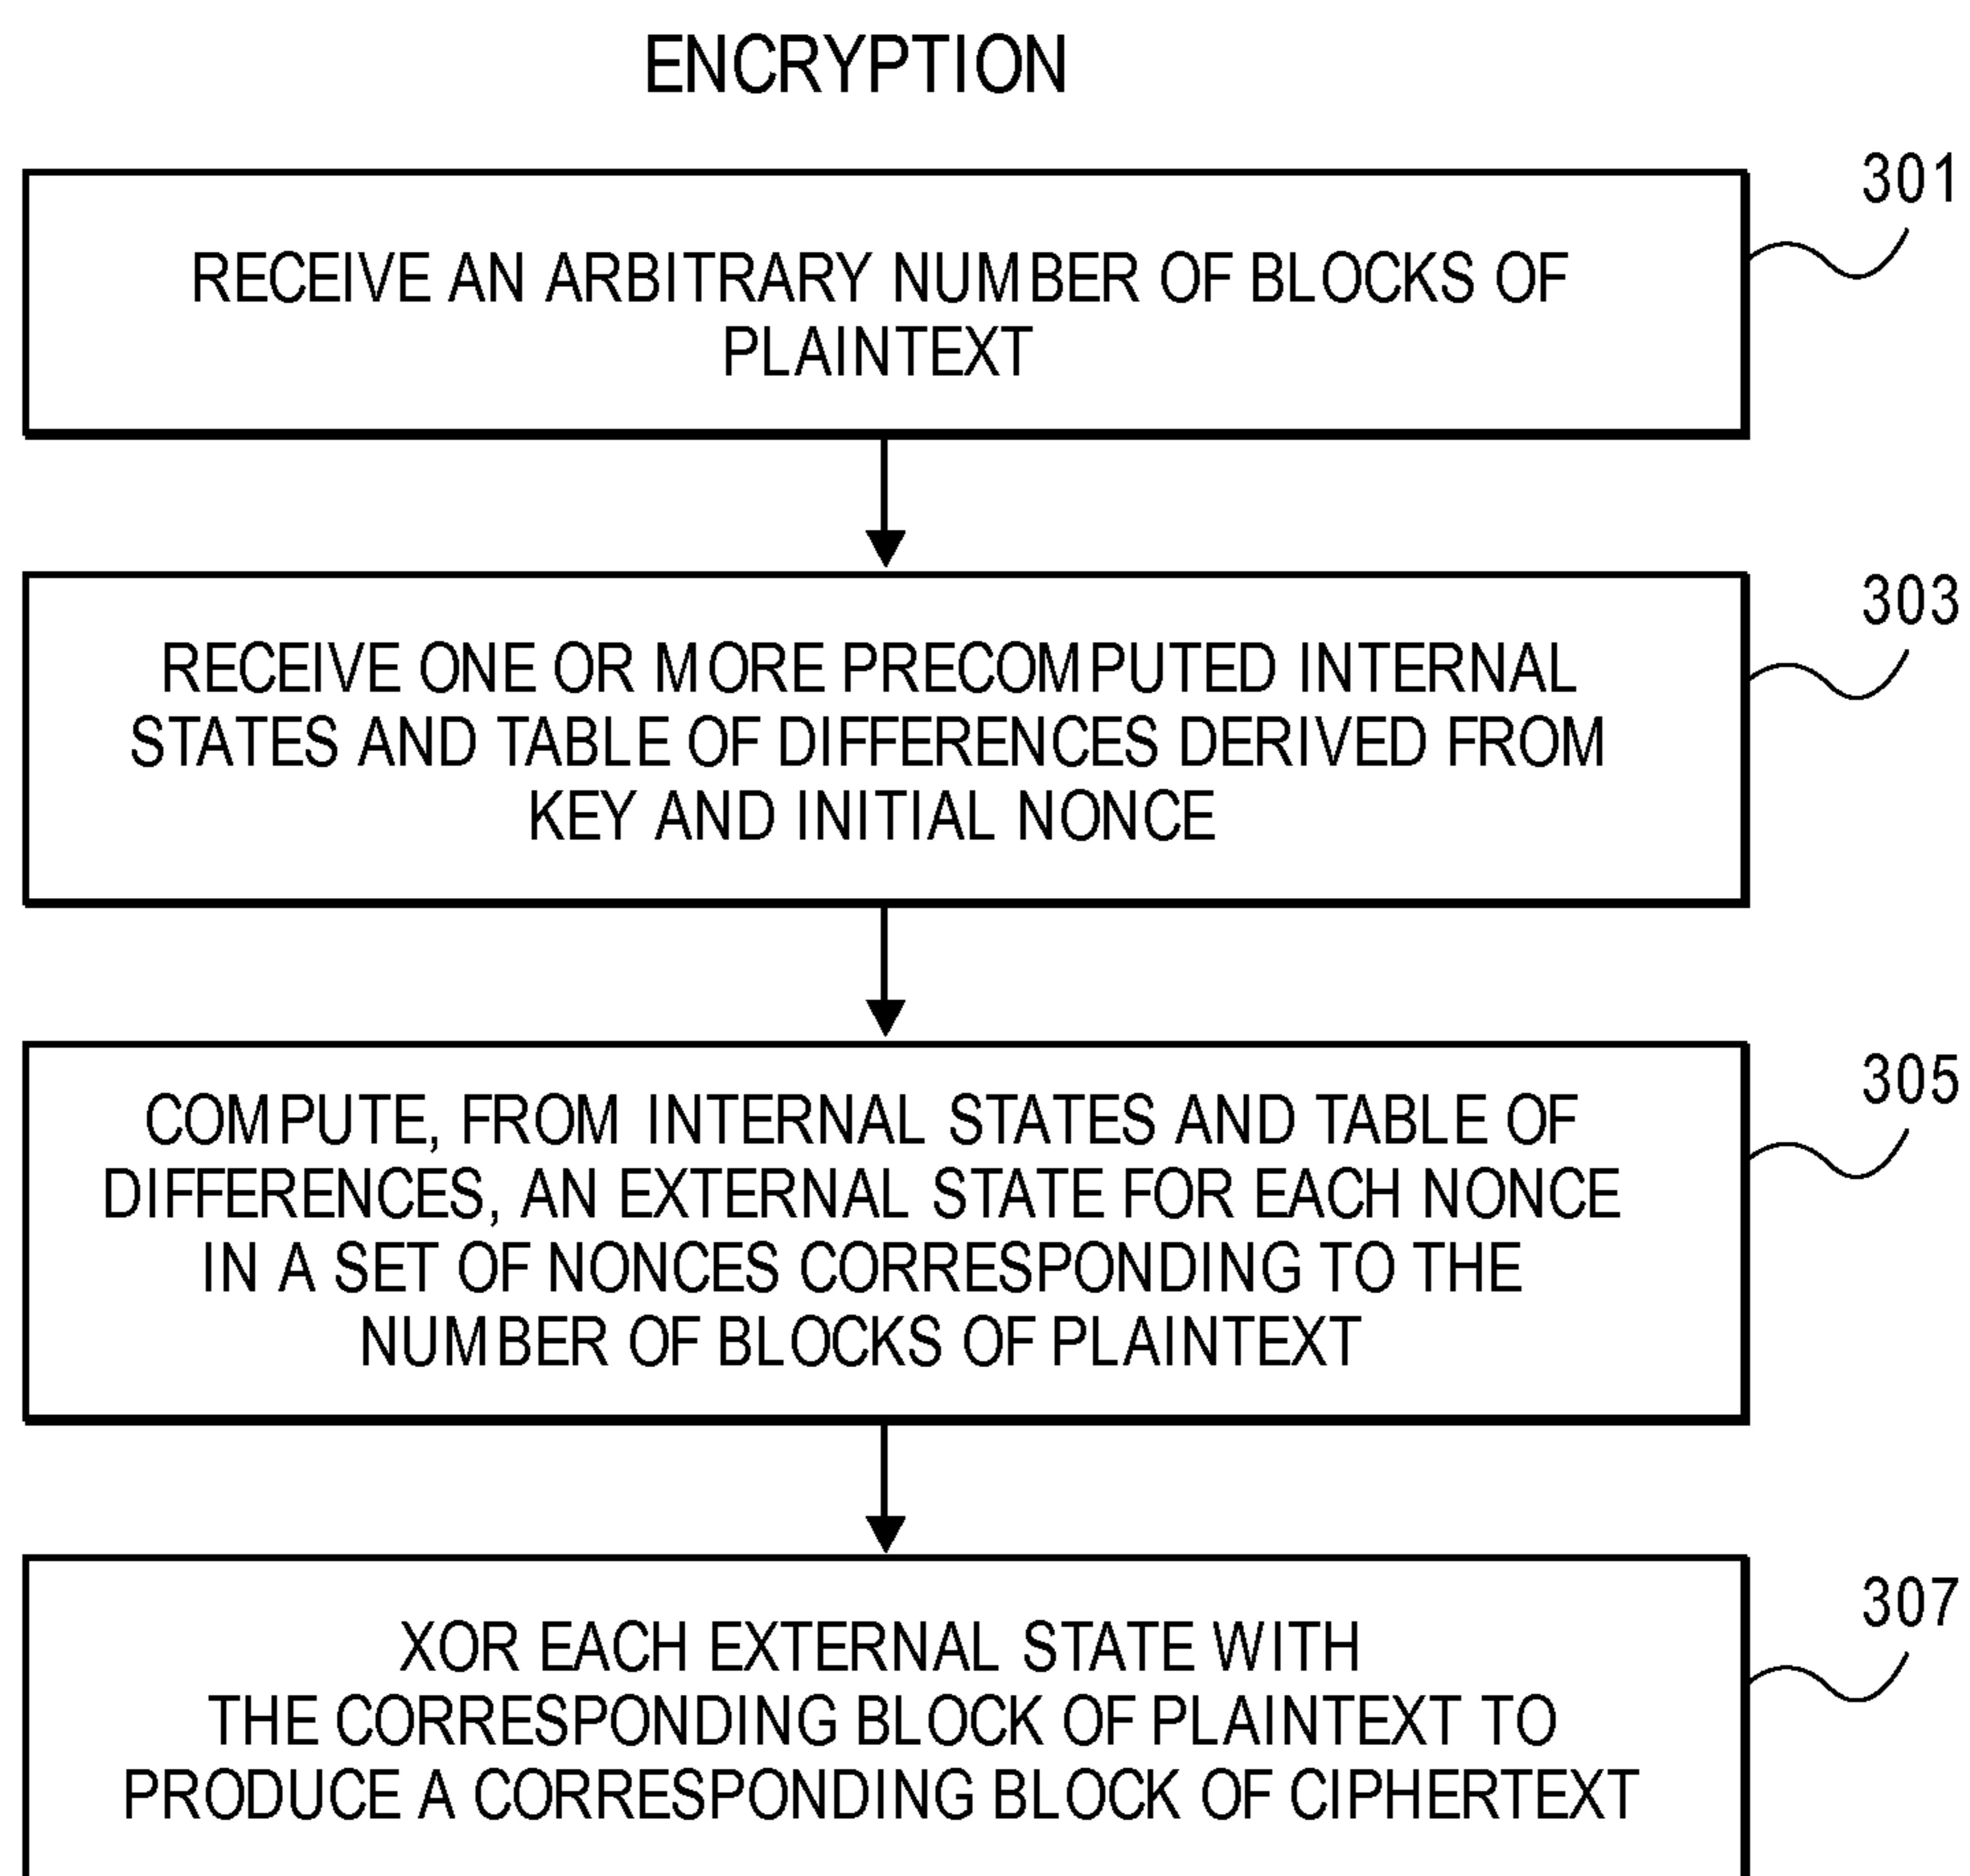 ENCRYPTION
301
RECEIVE AN ARBITRARY NUMBER OF BLOCKS OF
PLAINTEXT
303
RECEIVE ONE OR MORE PRECOMPUTED INTERNAL
STATES AND TABLE OF DIFFERENCES DERIVED FROM
KEY AND INITIAL NONCE
305
COMPUTE, FROM INTERNAL STATES AND TABLE OF
DIFFERENCES, AN EXTERNAL STATE FOR EACH NONCE
IN A SET OF NONCES CORRESPONDING TO THE
NUMBER OF BLOCKS OF PLAINTEXT
307
XOR EACH EXTERNAL STATE WITH
THE CORRESPONDING BLOCK OF PLAINTEXT TO
PRODUCE A CORRESPONDING BLOCK OF CIPHERTEXT